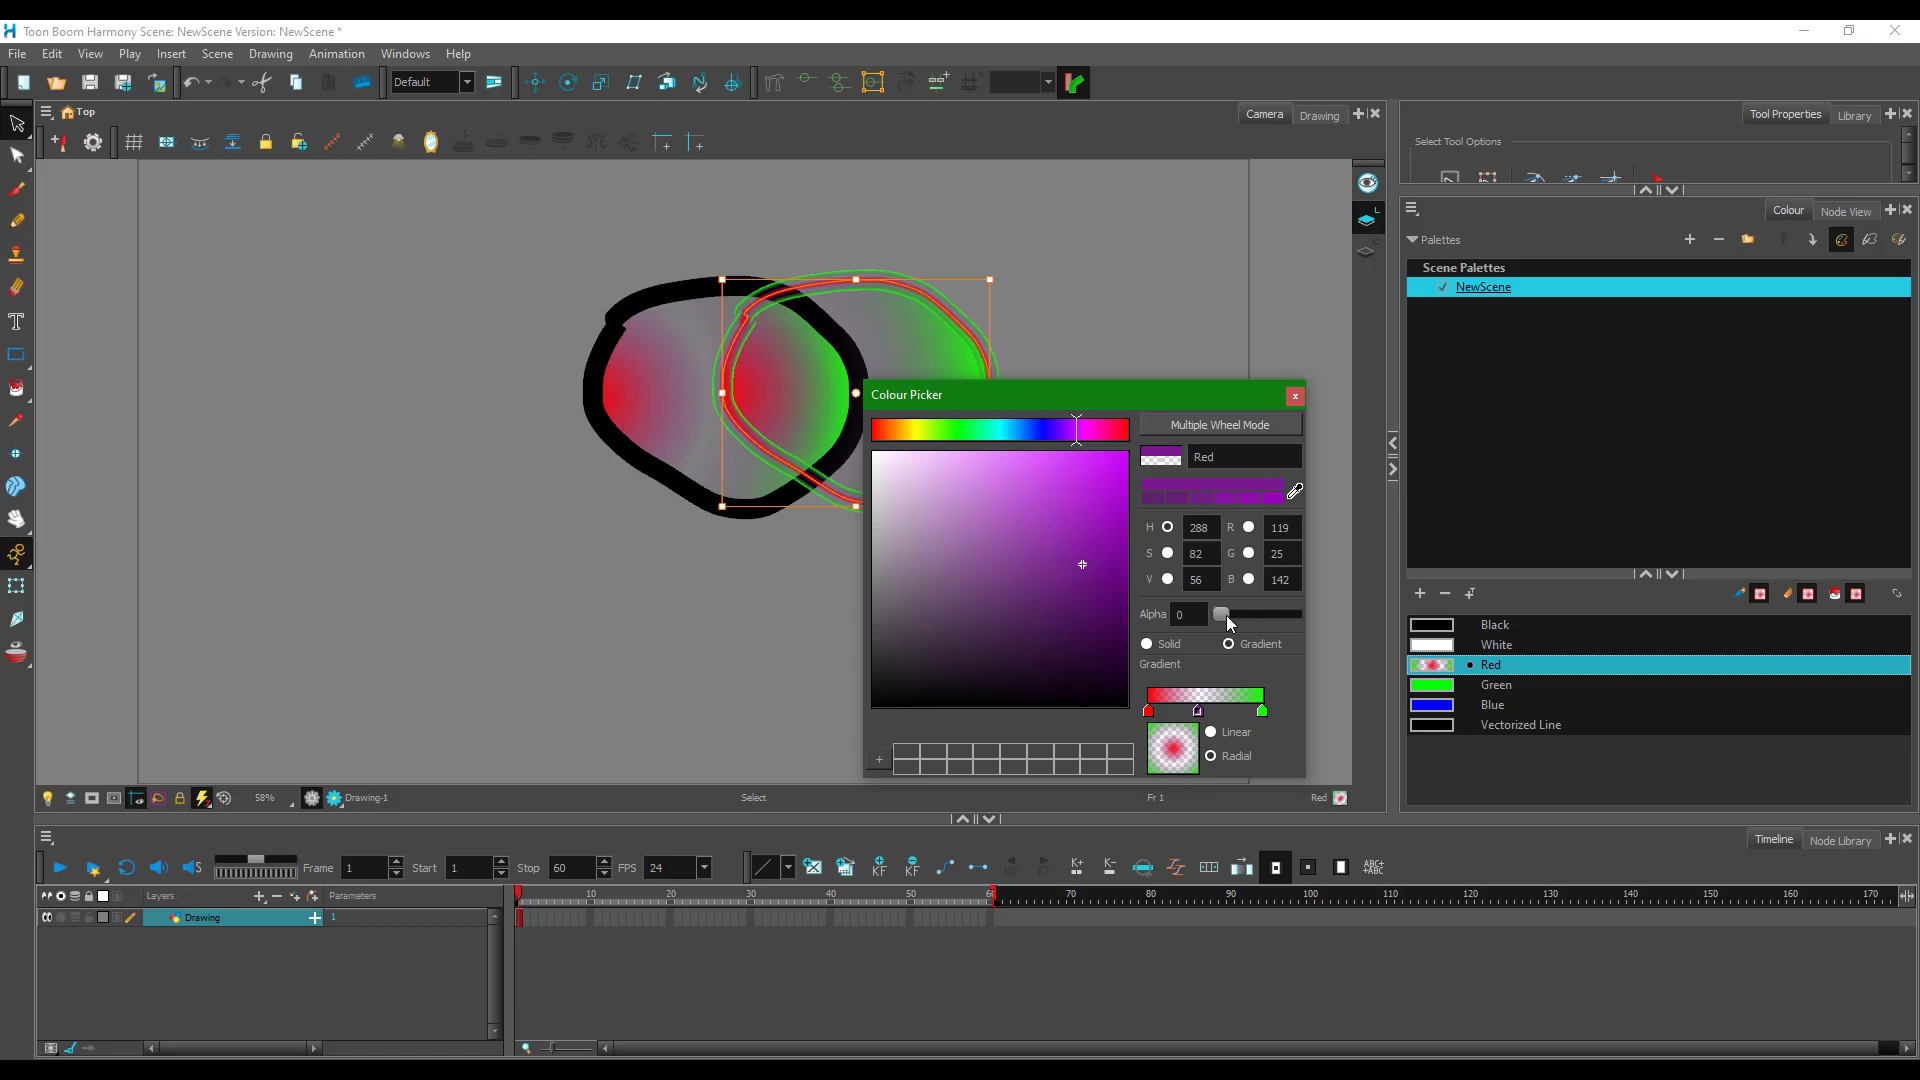 Toon Boom Harmony Scene: NewScene Version: NewScene *
File Edit View Play Insert Scene Drawing Animation Windows Help
Default
Top
Camera Drawing
Tool Properties Library
Select Tool Options
Colour Node View
Palettes
Scene Palettes
NewScene
Colour Picker
Multiple Wheel Mode
Red
H 288 R 119
S 82 G 25
V 56 B 142
Alpha 0
Solid Gradient
Gradient
Linear
Radial
Black
White
Red
Green
Blue
Vectorized Line
58% Drawing-1 Select Fr 1 Red
Timeline Node Library
Frame 1 Start 1 Stop 60 FPS 24
Layers Parameters
10 20 30 40 50 60 70 80 90 100 110 120 130 140 150 160 170
Drawing 1